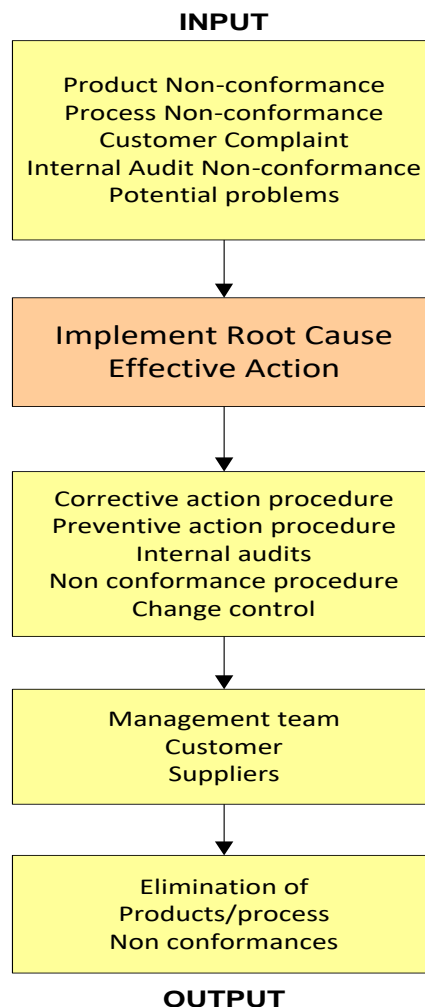 INPUT
Product Non-conformance
Process Non-conformance
Customer Complaint
Internal Audit Non-conformance
Potential problems
Implement Root Cause
Effective Action
Corrective action procedure
Preventive action procedure
Internal audits
Non conformance procedure
Change control
Management team
Customer
Suppliers
Elimination of
Products/process
Non conformances
OUTPUT